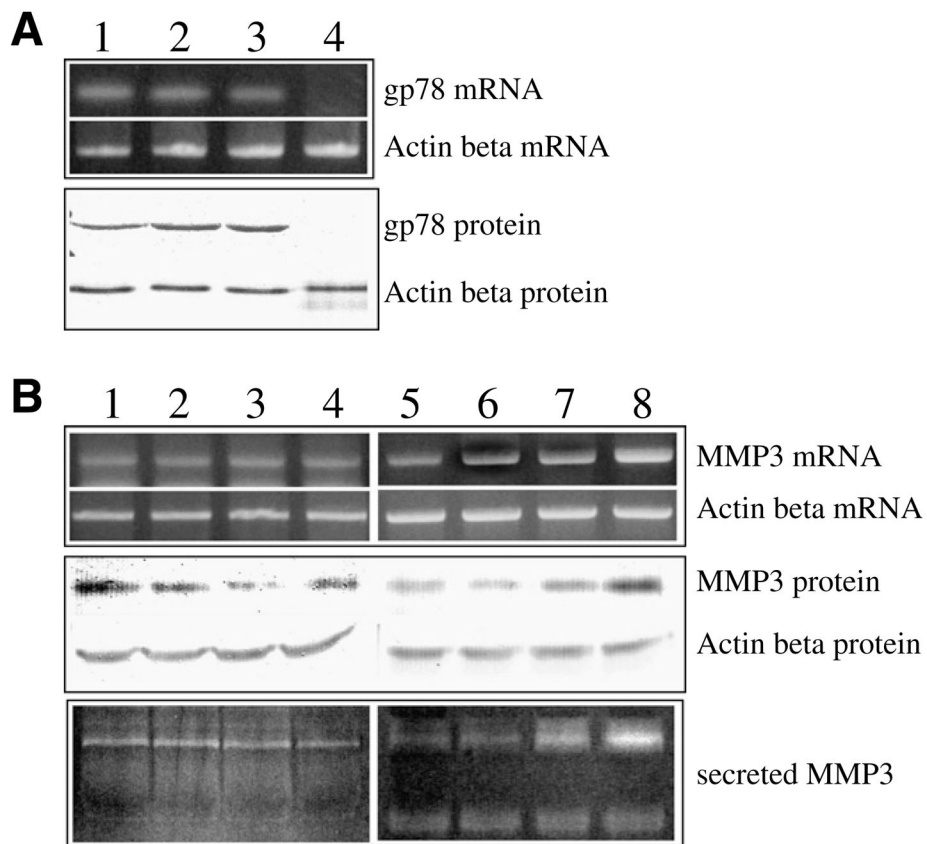 A
1 2 3 4
gp78 mRNA
Actin beta mRNA
gp78 protein
Actin beta protein
B
1 2 3 4 5 6 7 8
MMP3 mRNA
Actin beta mRNA
MMP3 protein
Actin beta protein
secreted MMP3